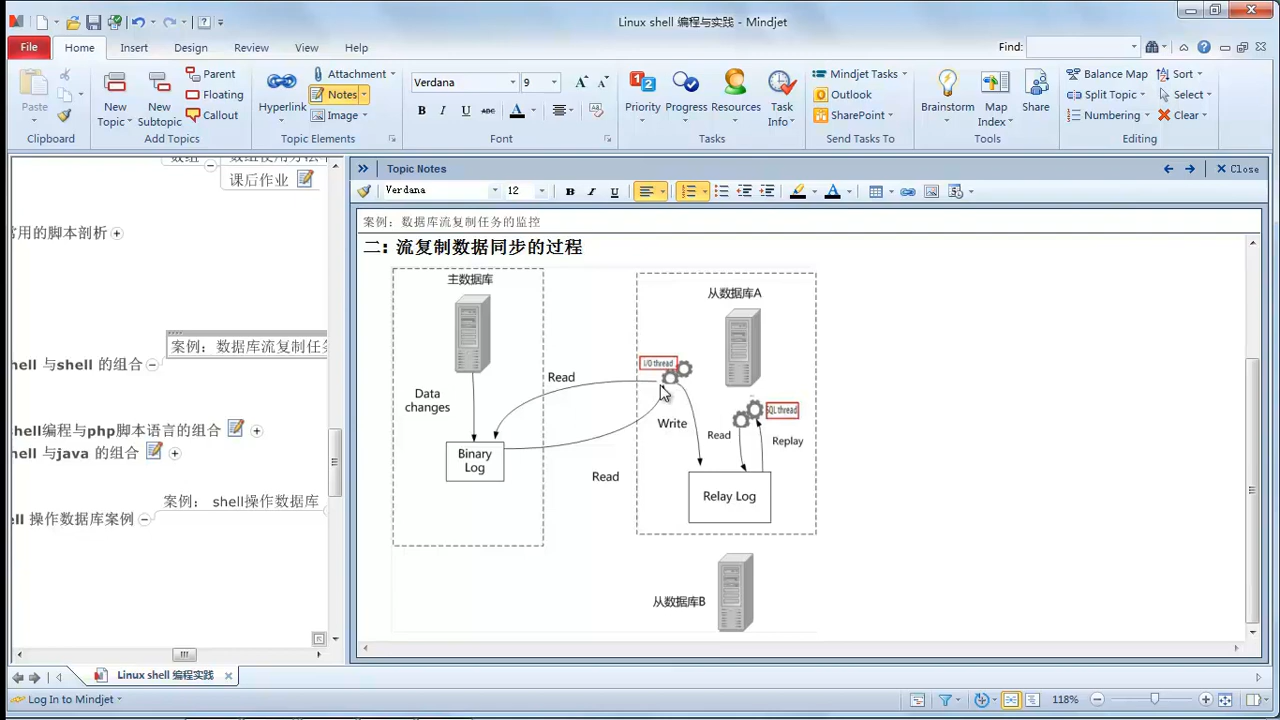 Linux shell 编程与实践 - Mindjet
File Home Insert Design Review View Help Find:
Paste
Clipboard
New Topic
New Subtopic
Parent
Floating
Callout
Add Topics
Hyperlink
Attachment
Notes
Image
Topic Elements
Verdana 9
B I U abc A
Font
Priority
Progress
Resources
Task Info
Tasks
Mindjet Tasks
Outlook
SharePoint
Send Tasks To
Brainstorm
Map Index
Share
Tools
Balance Map
Split Topic
Numbering
Sort
Select
Clear
Editing
课后作业
常用的脚本剖析
案例：数据库流复制任务
hell 与shell 的组合
shell编程与php脚本语言的组合
shell 与java 的组合
案例： shell操作数据库
ell 操作数据库案例
Topic Notes
Close
Verdana 12 B I U A
案例：数据库流复制任务的监控
二：流复制数据同步的过程
主数据库
从数据库A
I/O thread
Read
Data changes
SQL thread
Write
Read
Replay
Binary Log
Read
Relay Log
从数据库B
Linux shell 编程实践
Log In to Mindjet
118%